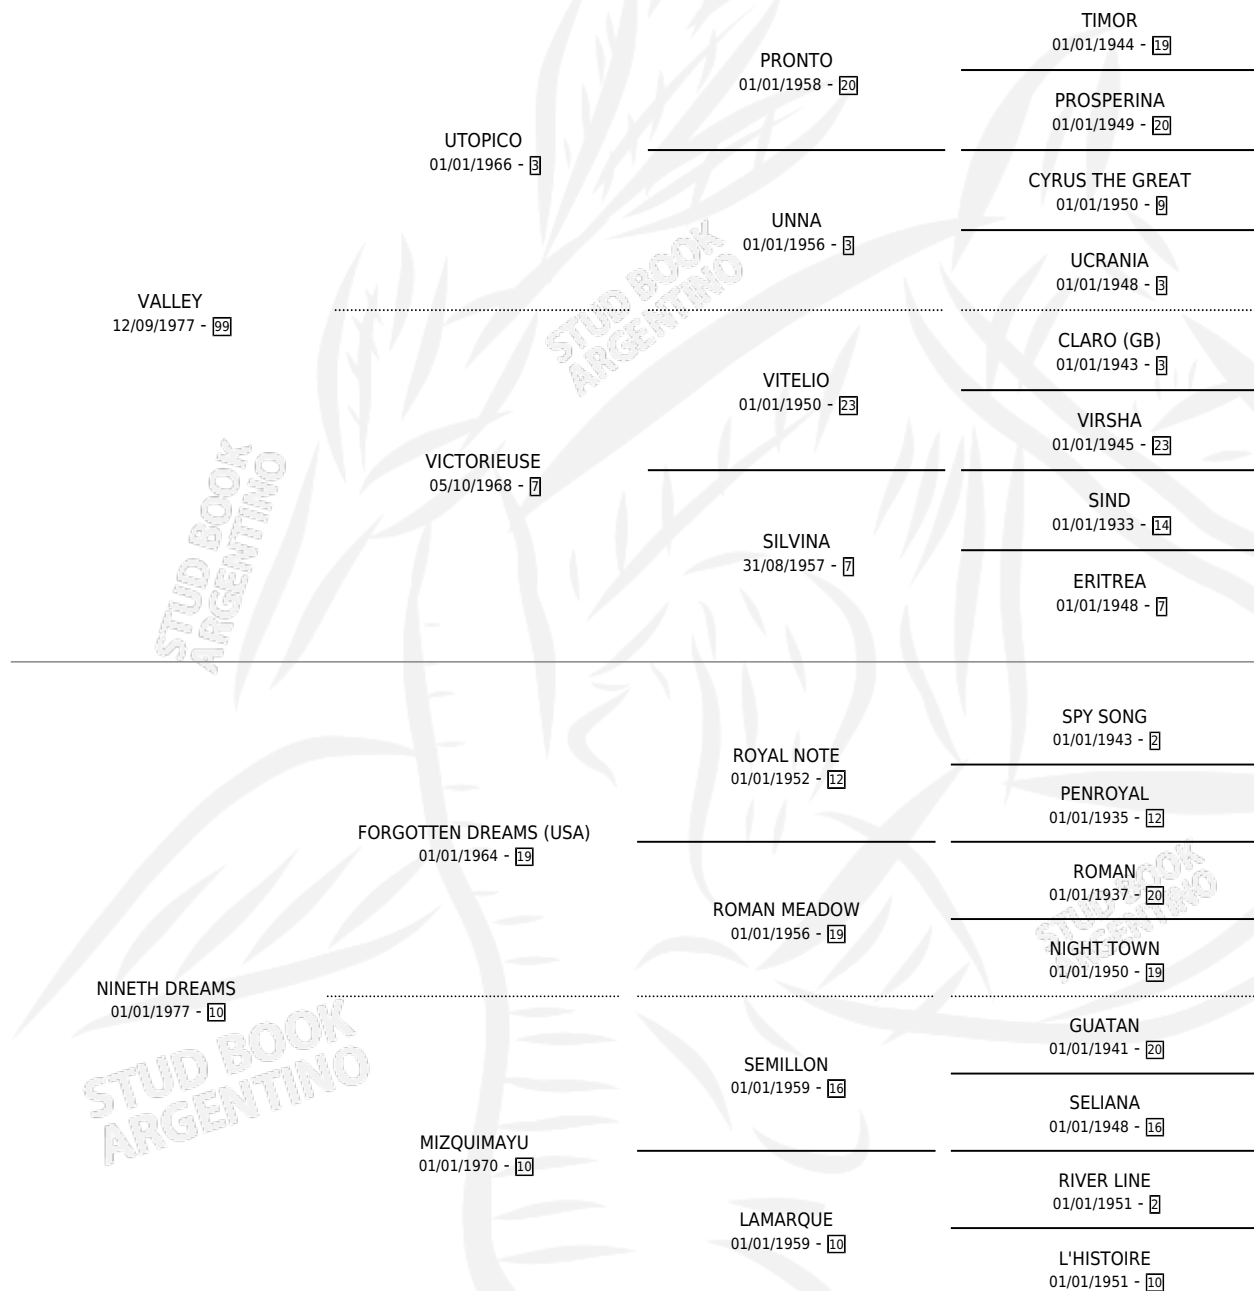 TIMOR
01/01/1944 - 19
PRONTO
01/01/1958 - 20
PROSPERINA
01/01/1949 - 20
UTOPICO
01/01/1966 - 3
CYRUS THE GREAT
01/01/1950 - 9
UNNA
01/01/1956 - 3
UCRANIA
01/01/1948 - 3
VALLEY
12/09/1977 - 99
CLARO (GB)
01/01/1943 - 3
VITELIO
01/01/1950 - 23
VIRSHA
01/01/1945 - 23
VICTORIEUSE
05/10/1968 - 7
SIND
01/01/1933 - 14
SILVINA
31/08/1957 - 7
ERITREA
01/01/1948 - 7
SPY SONG
01/01/1943 - 2
ROYAL NOTE
01/01/1952 - 12
PENROYAL
01/01/1935 - 12
FORGOTTEN DREAMS (USA)
01/01/1964 - 19
ROMAN
01/01/1937 - 20
ROMAN MEADOW
01/01/1956 - 19
NIGHT TOWN
01/01/1950 - 19
NINETH DREAMS
01/01/1977 - 10
GUATAN
01/01/1941 - 20
SEMILLON
01/01/1959 - 16
SELIANA
01/01/1948 - 16
MIZQUIMAYU
01/01/1970 - 10
RIVER LINE
01/01/1951 - 2
LAMARQUE
01/01/1959 - 10
L'HISTOIRE
01/01/1951 - 10
STUD BOOK
ARGENTINO
STUD BOOK
ARGENTINO
STUD BOOK
ARGENTINO
STUD BOOK
ARGENTINO